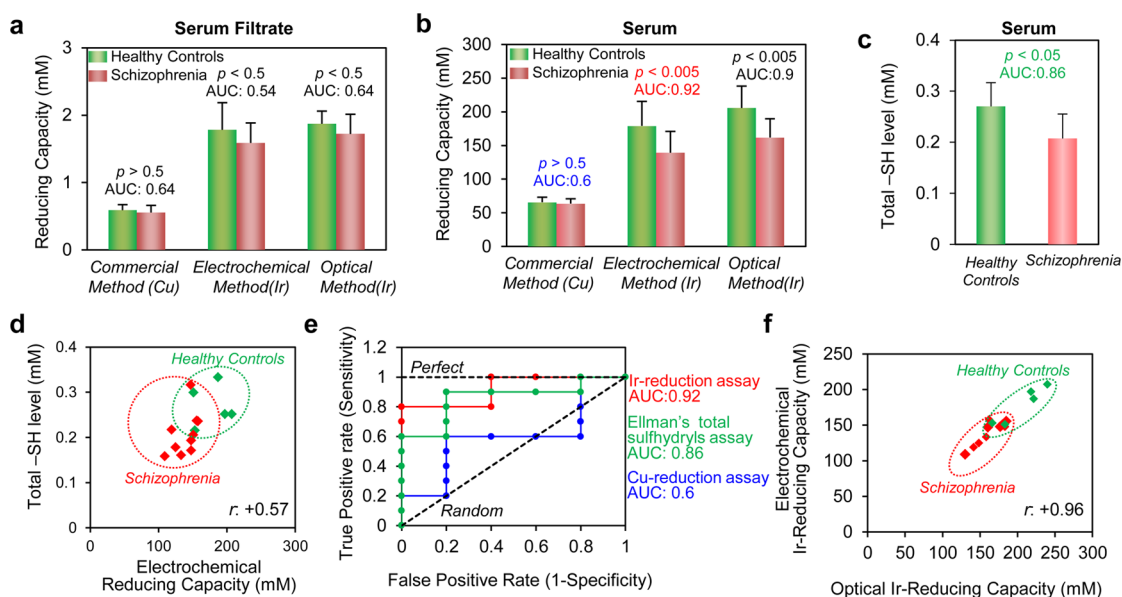 a
Serum Filtrate
Reducing Capacity (mM)
3
2
1
0
Healthy Controls
Schizophrenia
p < 0.5
AUC: 0.54
p < 0.5
AUC: 0.64
p > 0.5
AUC: 0.64
Commercial
Method (Cu)
Electrochemical
Method(Ir)
Optical
Method(Ir)
b
Serum
Reducing Capacity (mM)
300
250
200
150
100
50
0
Healthy Controls
Schizophrenia
p < 0.005
AUC:0.92
p < 0.005
AUC:0.9
p > 0.5
AUC:0.6
Commercial
Method (Cu)
Electrochemical
Method (Ir)
Optical
Method(Ir)
c
Serum
Total –SH level (mM)
0.4
0.3
0.2
0.1
0
p < 0.05
AUC:0.86
Healthy
Controls
Schizophrenia
d
Total –SH level (mM)
0.4
0.3
0.2
0.1
0
Healthy Controls
Schizophrenia
r: +0.57
0 100 200 300
Electrochemical
Reducing Capacity (mM)
e
True Positive rate (Sensitivity)
1.2
1
0.8
0.6
0.4
0.2
0
Perfect
Random
0 0.2 0.4 0.6 0.8 1
False Positive Rate (1-Specificity)
Ir-reduction assay
AUC:0.92
Ellman's total
sulfhydryls assay
AUC: 0.86
Cu-reduction assay
AUC: 0.6
f
Electrochemical
Ir-Reducing Capacity (mM)
250
200
150
100
50
0
Healthy Controls
Schizophrenia
r: +0.96
0 50 100 150 200 250 300
Optical Ir-Reducing Capacity (mM)